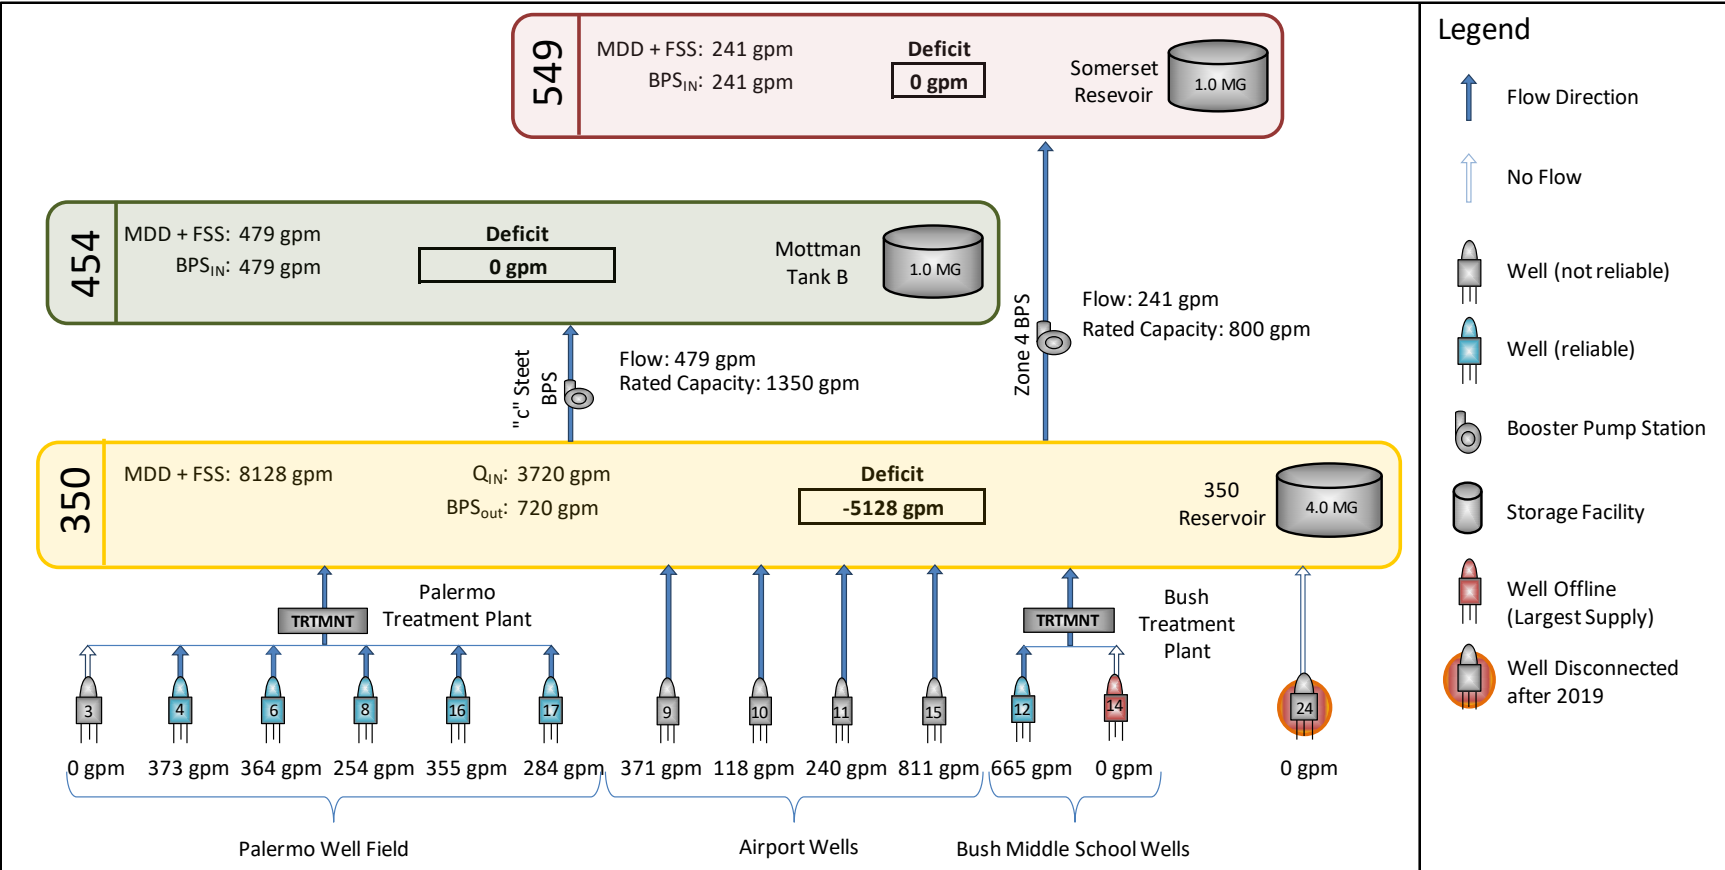 549
MDD + FSS: 241 gpm
BPSIN: 241 gpm
Deficit
0 gpm
Somerset
Resevoir
1.0 MG
454
MDD + FSS: 479 gpm
BPSIN: 479 gpm
Deficit
0 gpm
Mottman
Tank B
1.0 MG
"c" Steet
BPS
Flow: 479 gpm
Rated Capacity: 1350 gpm
Zone 4 BPS
Flow: 241 gpm
Rated Capacity: 800 gpm
350
MDD + FSS: 8128 gpm
QIN: 3720 gpm
BPSout: 720 gpm
Deficit
-5128 gpm
350
Reservoir
4.0 MG
TRTMNT
Palermo
Treatment Plant
TRTMNT
Bush
Treatment
Plant
3 4 6 8 16 17 9 10 11 15 12 14 24
0 gpm 373 gpm 364 gpm 254 gpm 355 gpm 284 gpm 371 gpm 118 gpm 240 gpm 811 gpm 665 gpm 0 gpm 0 gpm
Palermo Well Field
Airport Wells
Bush Middle School Wells
Legend
Flow Direction
No Flow
Well (not reliable)
Well (reliable)
Booster Pump Station
Storage Facility
Well Offline
(Largest Supply)
Well Disconnected
after 2019